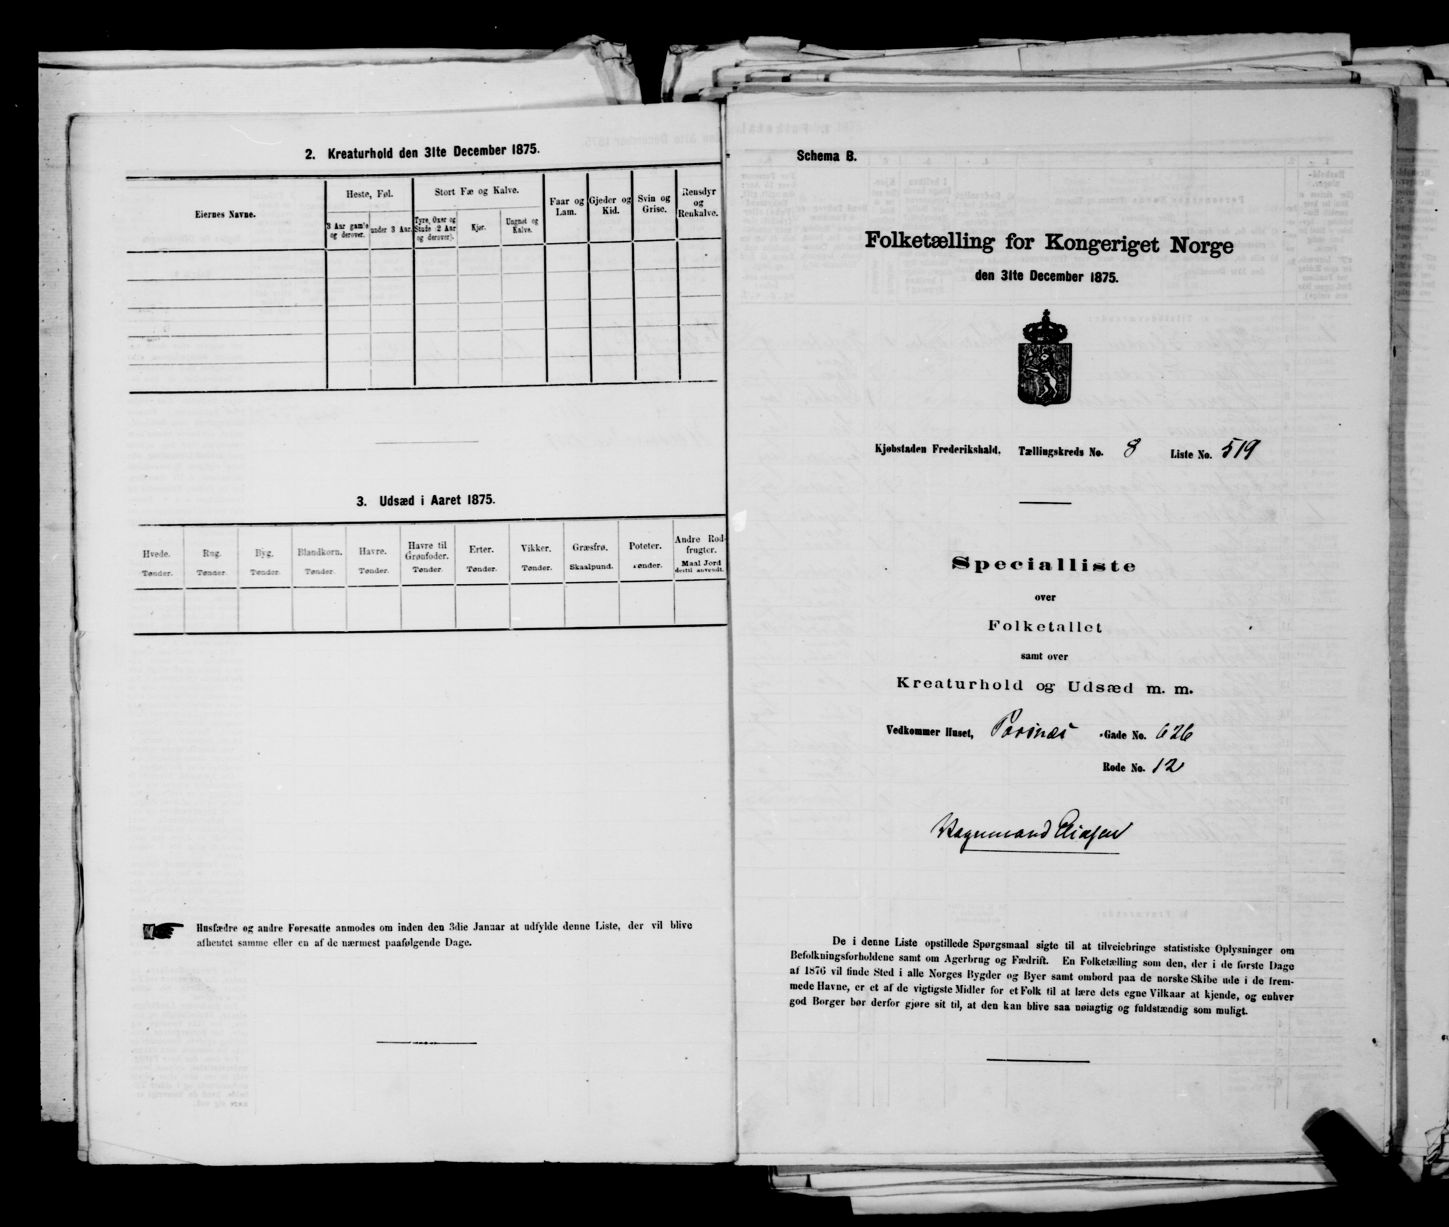 2. Kreaturhold den 31te December 1875.
Eiernes Navne.
Heste, Føl.
Stort Fæ og Kalve.
Faar og Lam.
Gjeder og Kid.
Svin og Grise.
Rensdyr og Renkalve.
3 Aar gamle og derover.
under 3 Aar.
Tyre, Oxer og Stude 2 Aar og derover).
Kjør.
Ungnøt og Kalve.
3. Udsæd i Aaret 1875.
Hvede. Rug. Byg. Blandkorn. Havre. Havre til Grønfoder. Erter. Vikker. Græsfrø. Poteter. Andre Rodfrugter.
Tønder. Tønder. Tønder. Tønder. Tønder. Tønder. Tønder. Tønder. Skaalpund. Tønder. Maal Jord dertil anvendt.
Husfædre og andre Foresatte anmodes om inden den 3die Januar at udfylde denne Liste, der vil blive
afhentet samme eller en af de nærmest paafølgende Dage.
Schema B.
Folketælling for Kongeriget Norge
den 31te December 1875.
Kjøbstaden Frederikshald. Tællingskreds No. 8 Liste No. 519
Specialliste
over
Folketallet
samt over
Kreaturhold og Udsæd m. m.
Vedkommer Huset, -Gade No. 626
Rode No. 12
De i denne Liste opstillede Spørgsmaal sigte til at tilveiebringe statistiske Oplysninger om
Befolkningsforholdene samt om Agerbrug og Fædrift. En Folketælling som den, der i de første Dage
af 1876 vil finde Sted i alle Norges Bygder og Byer samt ombord paa de norske Skibe ude i de frem-
mede Havne, er et af de vigtigste Midler for et Folk til at lære dets egne Vilkaar at kjende, og enhver
god Borger bør derfor gjøre sit til, at den kan blive saa nøiagtig og fuldstændig som muligt.